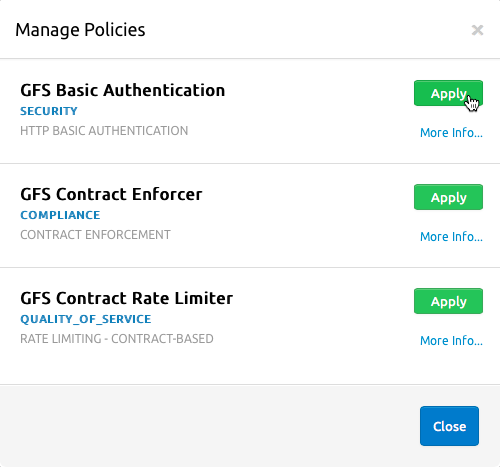 Manage Policies ×
GFS Basic Authentication Apply
SECURITY
HTTP BASIC AUTHENTICATION More Info...
GFS Contract Enforcer Apply
COMPLIANCE
CONTRACT ENFORCEMENT More Info...
GFS Contract Rate Limiter Apply
QUALITY_OF_SERVICE
RATE LIMITING - CONTRACT-BASED More Info...
Close